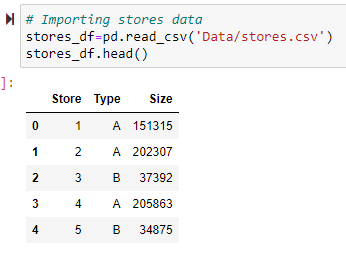 # Importing stores data
stores_df=pd.read_csv('Data/stores.csv')
stores_df.head()
]:
Store Type Size
0 1 A 151315
1 2 A 202307
2 3 B 37392
3 4 A 205863
4 5 B 34875